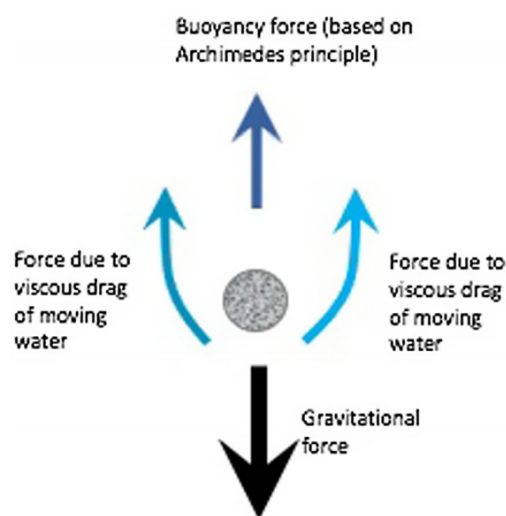 Buoyancy force (based on
Archimedes principle)
Force due to
viscous drag
of moving
water
Force due to
viscous drag
of moving
water
Gravitational
force